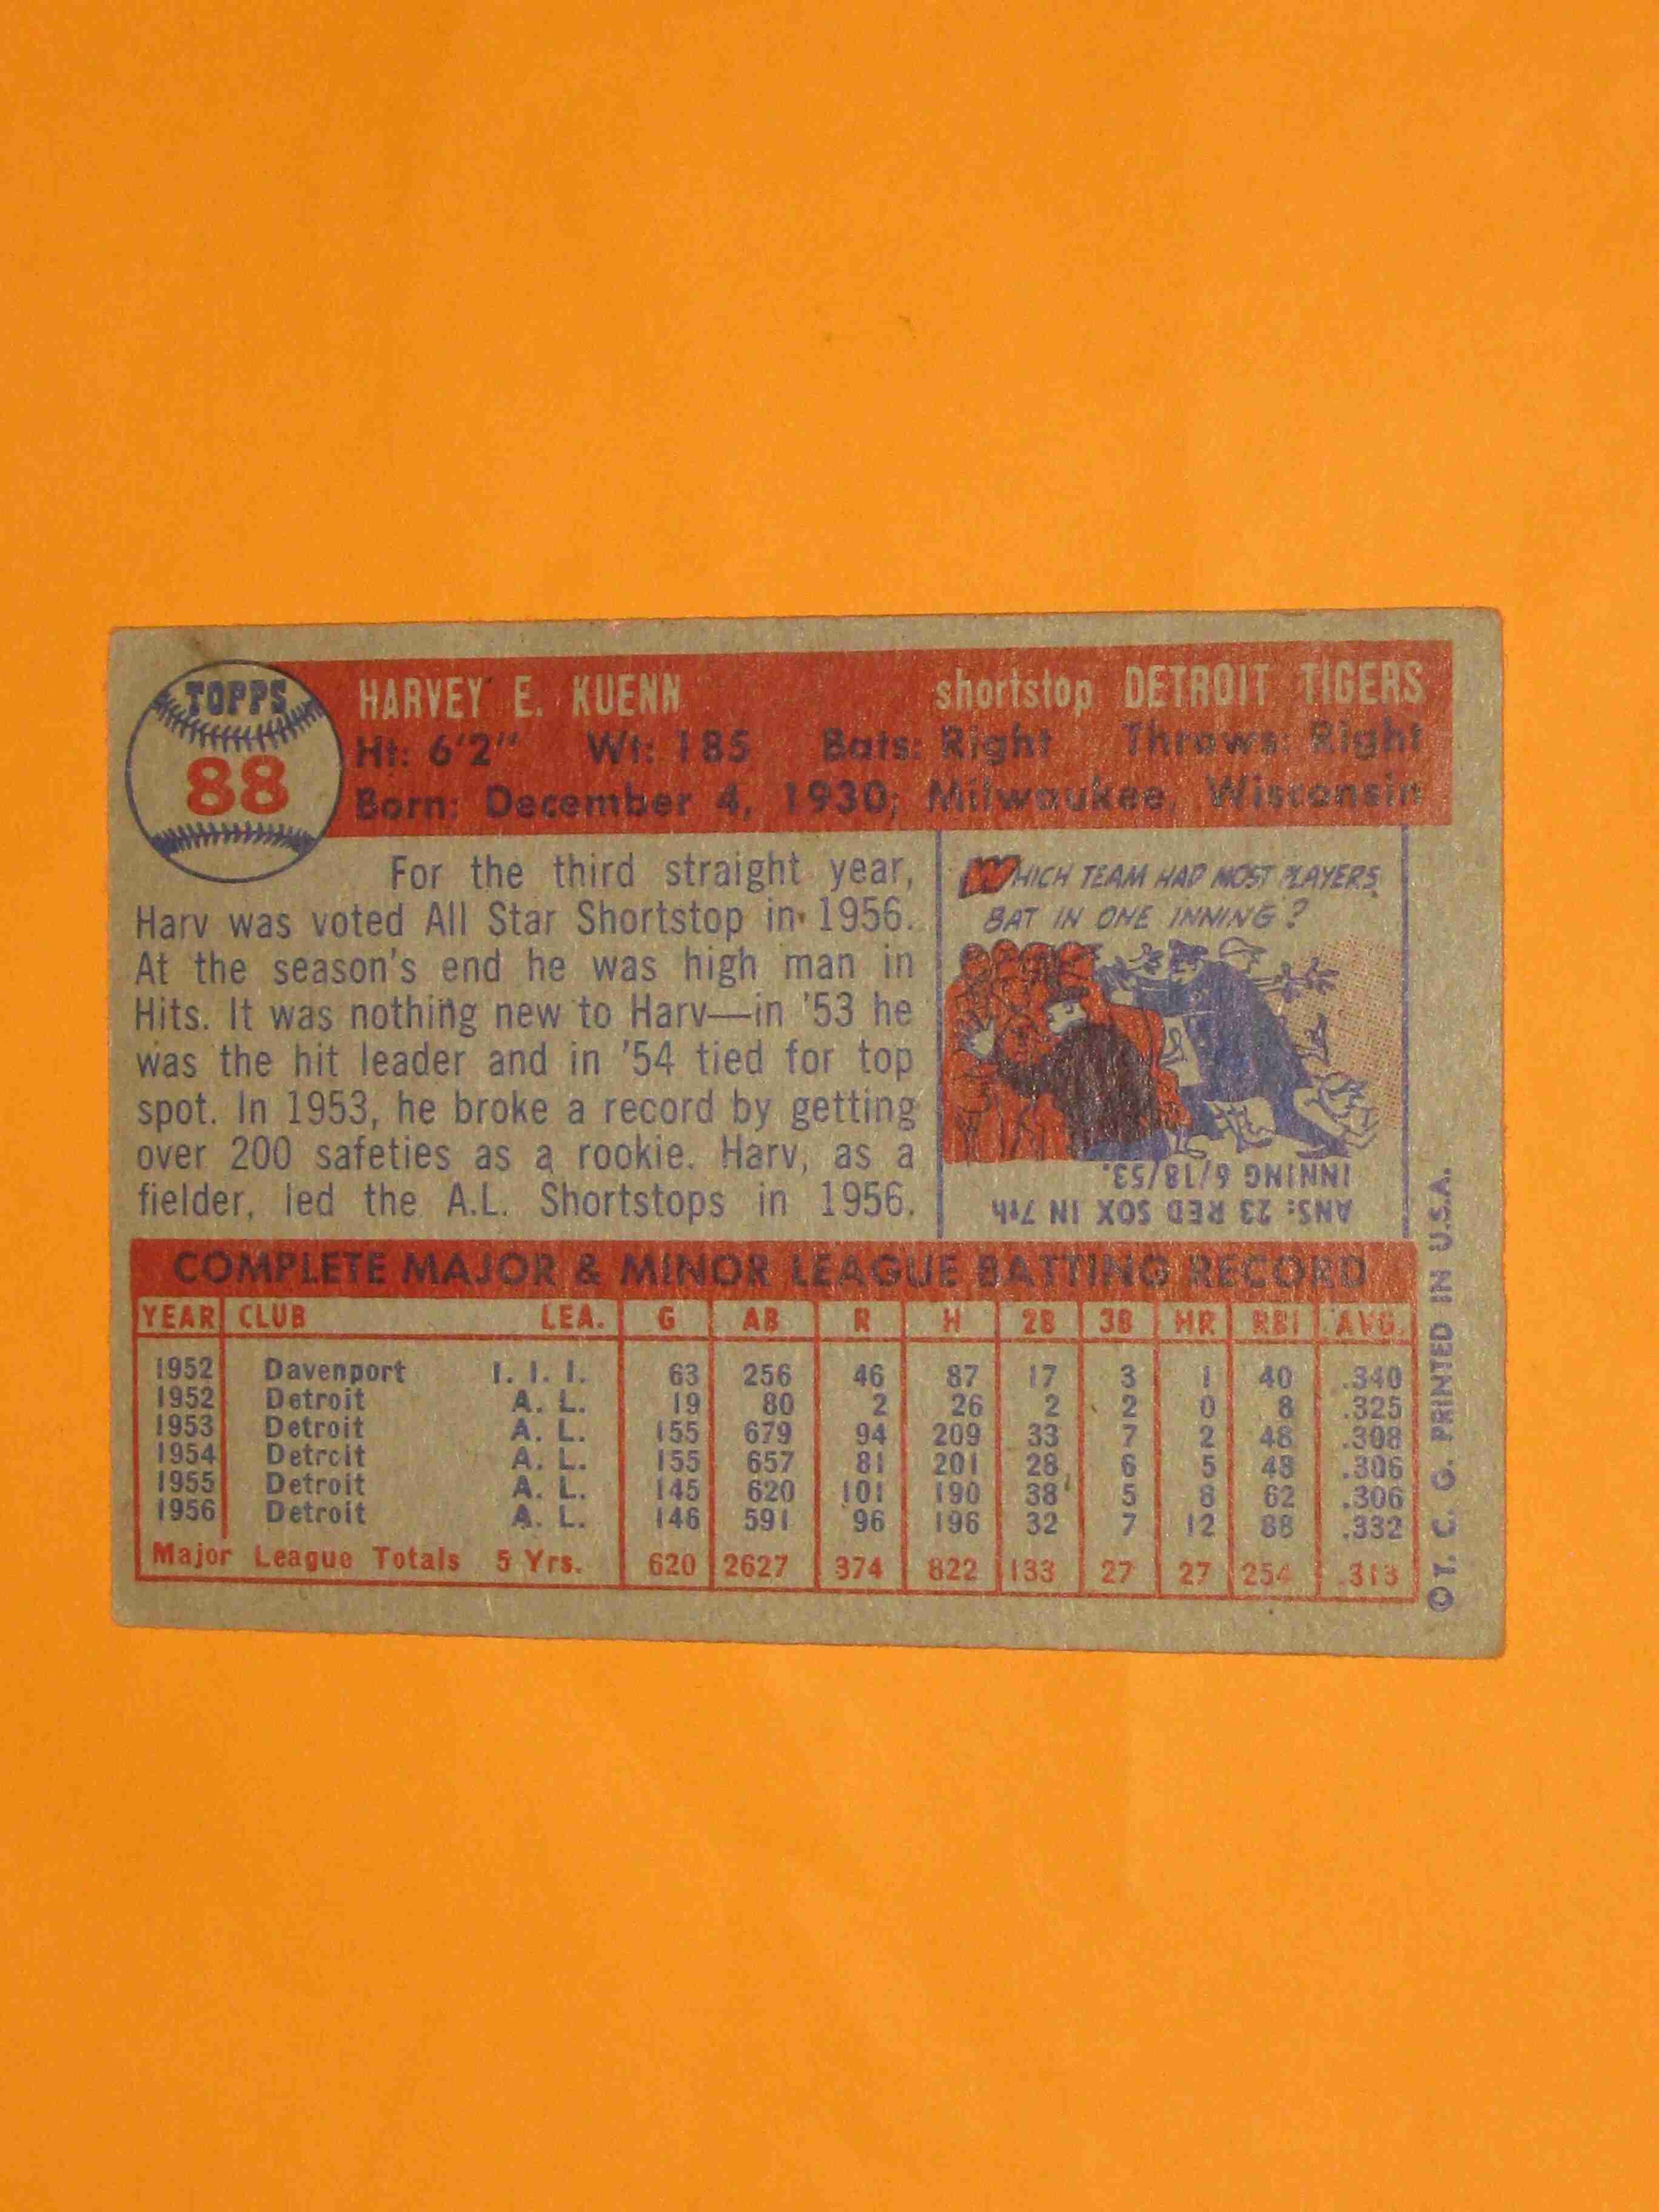 TOPPS
88
HARVEY E. KUENN shortstop DETROIT TIGERS
Ht: 6'2" Wt: 185 Bats: Right Throws: Right
Born: December 4, 1930; Milwaukee, Wisconsin
For the third straight year,
Harv was voted All Star Shortstop in 1956.
At the season's end he was high man in
Hits. It was nothing new to Harv—in '53 he
was the hit leader and in '54 tied for top
spot. In 1953, he broke a record by getting
over 200 safeties as a rookie. Harv, as a
fielder, led the A.L. Shortstops in 1956.
WHICH TEAM HAD MOST PLAYERS
BAT IN ONE INNING?
ANS: 23 RED SOX IN 7th
INNING 6/18/53.
COMPLETE MAJOR & MINOR LEAGUE BATTING RECORD
YEAR CLUB LEA. G AB R H 2B 3B HR RBI AVG.
1952 Davenport I. I. I. 63 256 46 87 17 3 1 40 .340
1952 Detroit A. L. 19 80 2 26 2 2 0 8 .325
1953 Detroit A. L. 155 679 94 209 33 7 2 48 .308
1954 Detroit A. L. 155 657 81 201 28 6 5 48 .306
1955 Detroit A. L. 145 620 101 190 38 5 8 62 .306
1956 Detroit A. L. 146 591 96 196 32 7 12 88 .332
Major League Totals 5 Yrs. 620 2627 374 822 133 27 27 254 .313
© T. C. G. PRINTED IN U.S.A.